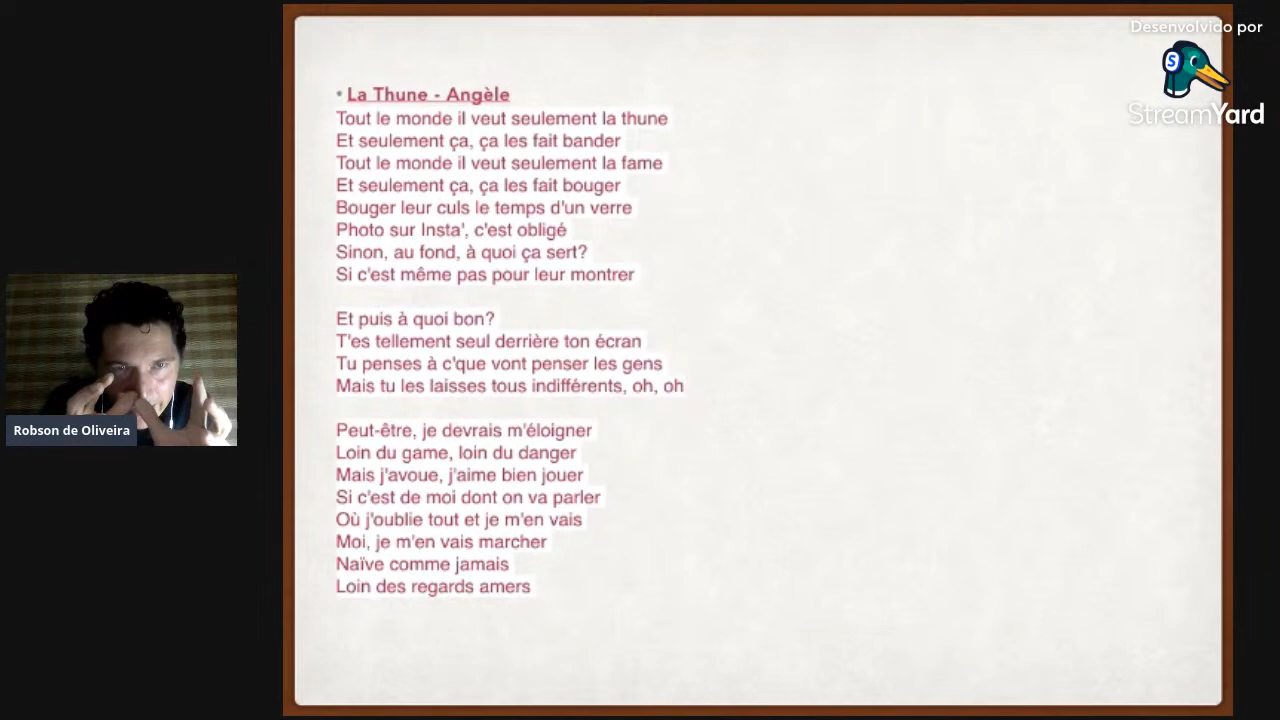 Desenvolvido por
S
StreamYard
• La Thune - Angèle
Tout le monde il veut seulement la thune
Et seulement ça, ça les fait bander
Tout le monde il veut seulement la fame
Et seulement ça, ça les fait bouger
Bouger leur culs le temps d'un verre
Photo sur Insta', c'est obligé
Sinon, au fond, à quoi ça sert?
Si c'est même pas pour leur montrer
Et puis à quoi bon?
T'es tellement seul derrière ton écran
Tu penses à c'que vont penser les gens
Mais tu les laisses tous indifférents, oh, oh
Peut-être, je devrais m'éloigner
Loin du game, loin du danger
Mais j'avoue, j'aime bien jouer
Si c'est de moi dont on va parler
Où j'oublie tout et je m'en vais
Moi, je m'en vais marcher
Naïve comme jamais
Loin des regards amers
Robson de Oliveira